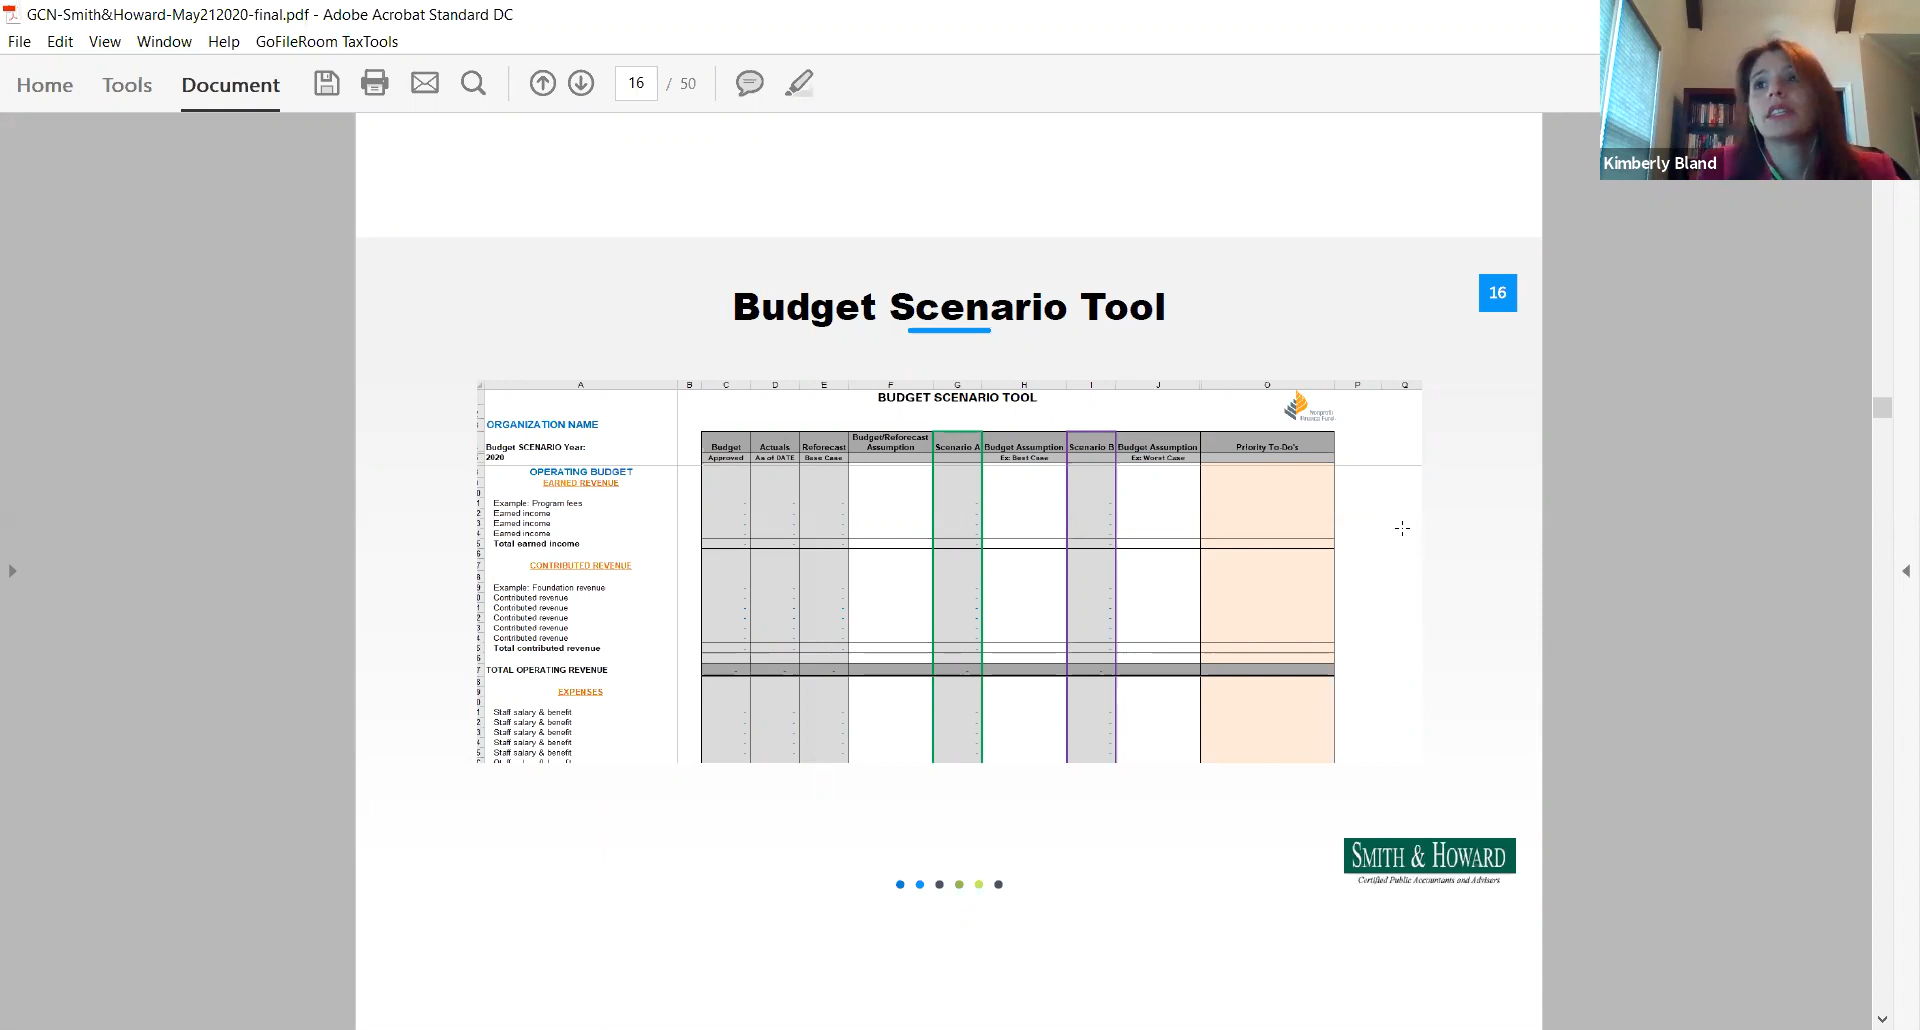 GCN-Smith&Howard-May212020-final.pdf - Adobe Acrobat Standard DC
File Edit View Window Help GoFileRoom TaxTools
Home Tools Document 16 / 50
Kimberly Bland
Budget Scenario Tool
16
A B C D E F G H I J O P Q
BUDGET SCENARIO TOOL
Nonprofit
Finance Fund
ORGANIZATION NAME
Budget SCENARIO Year:
2020
Budget Actuals Reforecast Budget/Reforecast Assumption Scenario A Budget Assumption Scenario B Budget Assumption Priority To-Do's
Approved As of DATE Base Case Ex: Best Case Ex: Worst Case
OPERATING BUDGET
EARNED REVENUE
Example: Program fees
Earned income
Earned income
Earned income
Total earned income
CONTRIBUTED REVENUE
Example: Foundation revenue
Contributed revenue
Contributed revenue
Contributed revenue
Contributed revenue
Contributed revenue
Total contributed revenue
TOTAL OPERATING REVENUE
EXPENSES
Staff salary & benefit
Staff salary & benefit
Staff salary & benefit
Staff salary & benefit
Staff salary & benefit
SMITH & HOWARD
Certified Public Accountants and Advisers